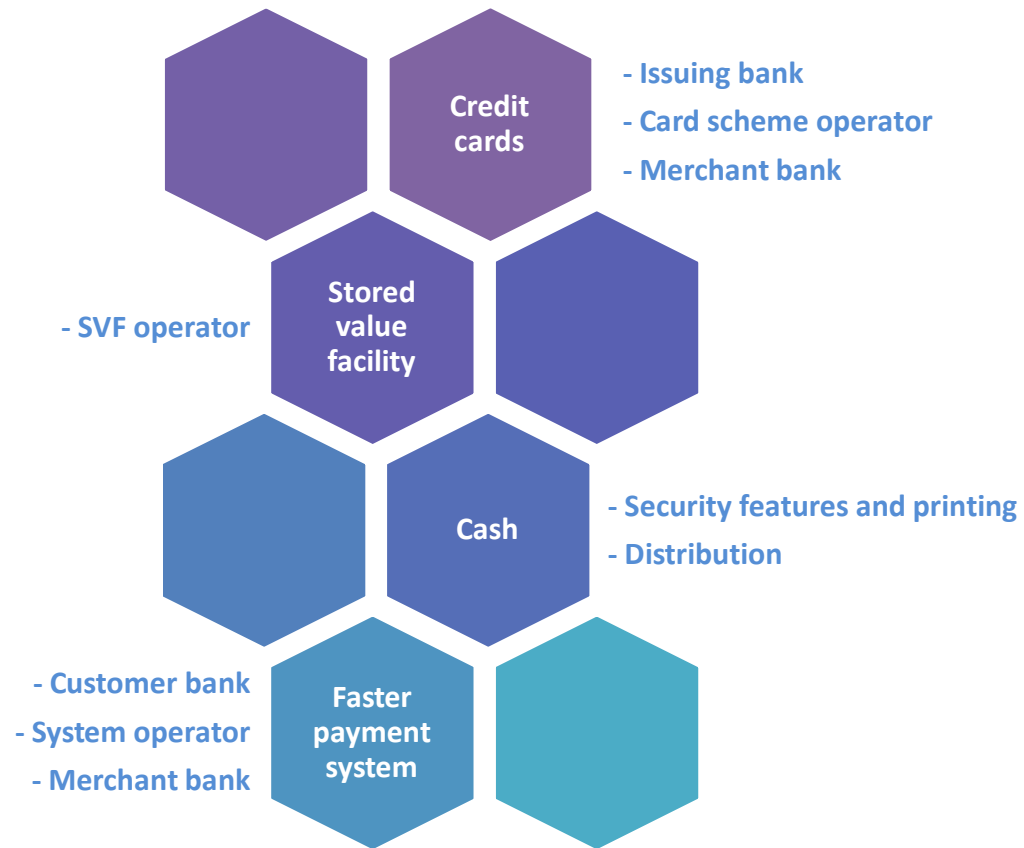 Credit
cards
- Issuing bank
- Card scheme operator
- Merchant bank
- SVF operator
Stored
value
facility
Cash
- Security features and printing
- Distribution
- Customer bank
- System operator
- Merchant bank
Faster
payment
system